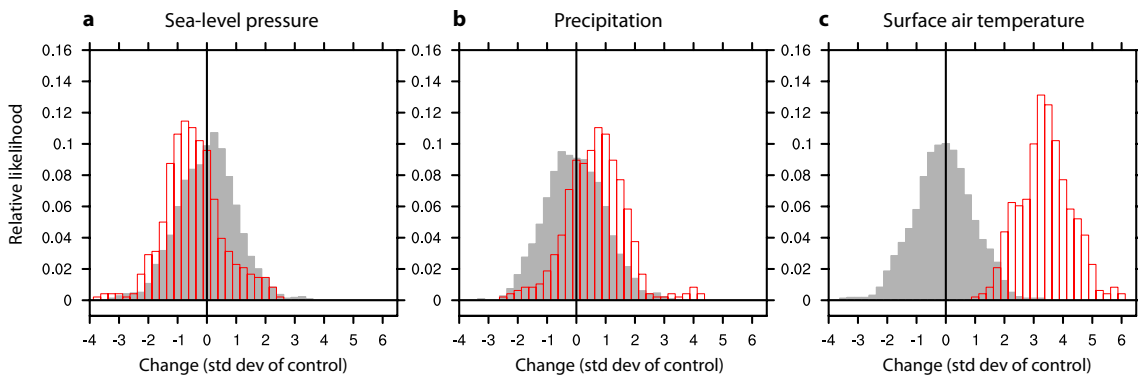 a Sea-level pressure
b Precipitation
c Surface air temperature
Relative likelihood
0.16
0.14
0.12
0.1
0.08
0.06
0.04
0.02
0
0.16
0.14
0.12
0.1
0.08
0.06
0.04
0.02
0
0.16
0.14
0.12
0.1
0.08
0.06
0.04
0.02
0
-4 -3 -2 -1 0 1 2 3 4 5 6
-4 -3 -2 -1 0 1 2 3 4 5 6
-4 -3 -2 -1 0 1 2 3 4 5 6
Change (std dev of control)
Change (std dev of control)
Change (std dev of control)